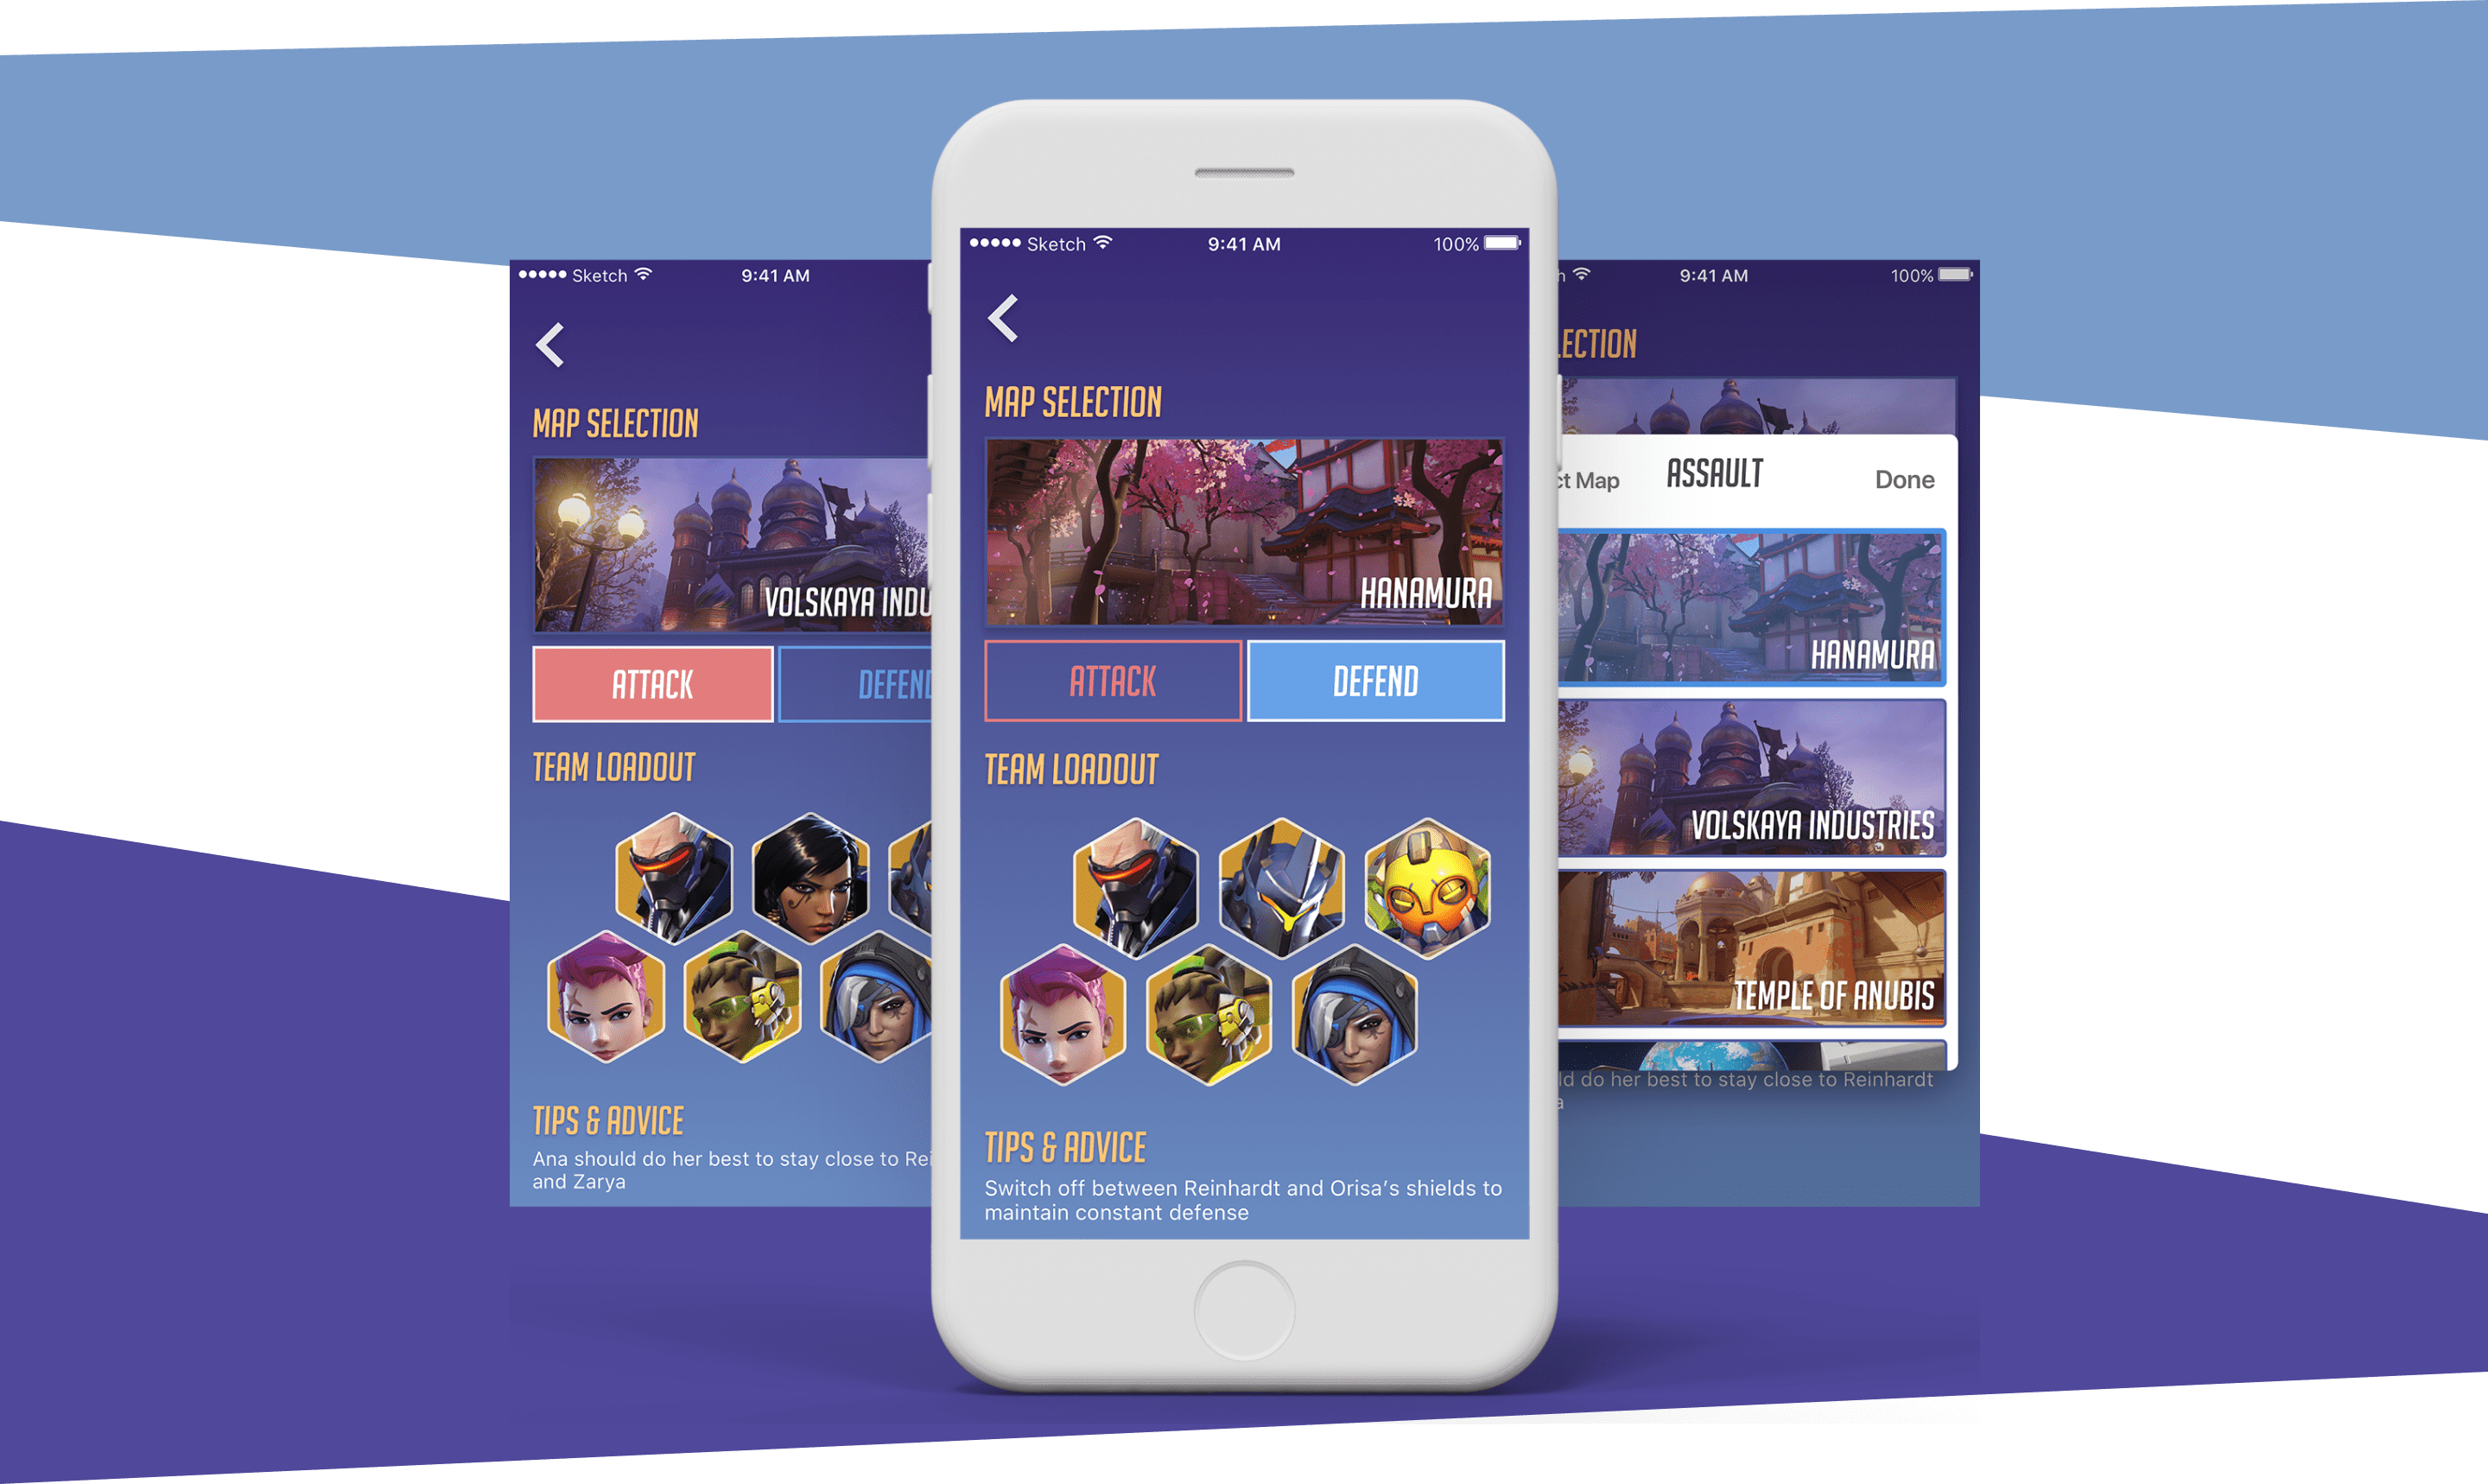 Sketch 9:41 AM
MAP SELECTION
VOLSKAYA INDU
ATTACK DEFEND
TEAM LOADOUT
TIPS & ADVICE
Ana should do her best to stay close to Rei
and Zarya
Sketch 9:41 AM 100%
MAP SELECTION
HANAMURA
ATTACK DEFEND
TEAM LOADOUT
TIPS & ADVICE
Switch off between Reinhardt and Orisa’s shields to
maintain constant defense
9:41 AM 100%
ECTION
ct Map ASSAULT Done
HANAMURA
VOLSKAYA INDUSTRIES
TEMPLE OF ANUBIS
ld do her best to stay close to Reinhardt
a